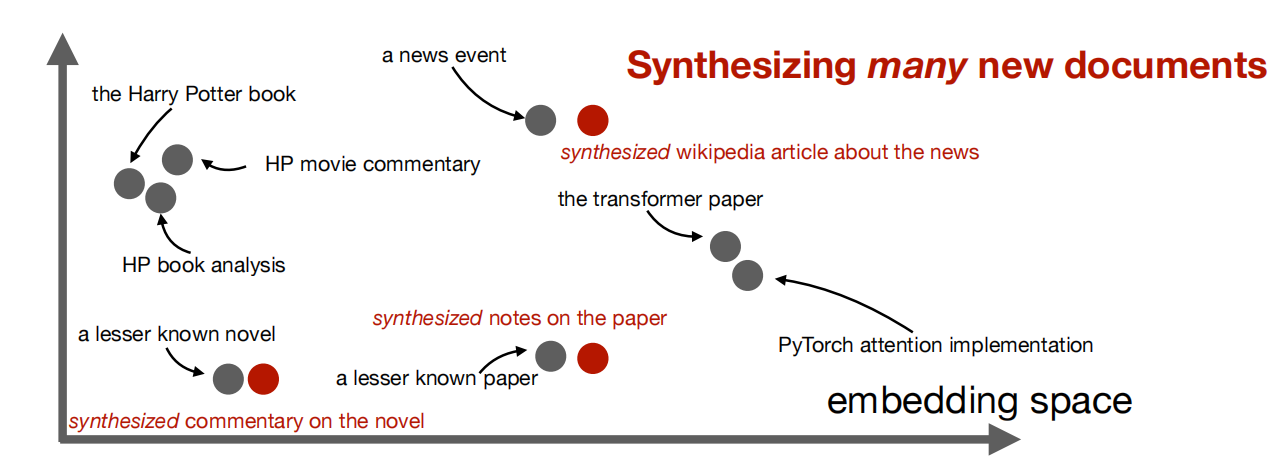 a news event
Synthesizing many new documents
the Harry Potter book
synthesized wikipedia article about the news
HP movie commentary
the transformer paper
HP book analysis
synthesized notes on the paper
a lesser known novel
PyTorch attention implementation
a lesser known paper
embedding space
synthesized commentary on the novel